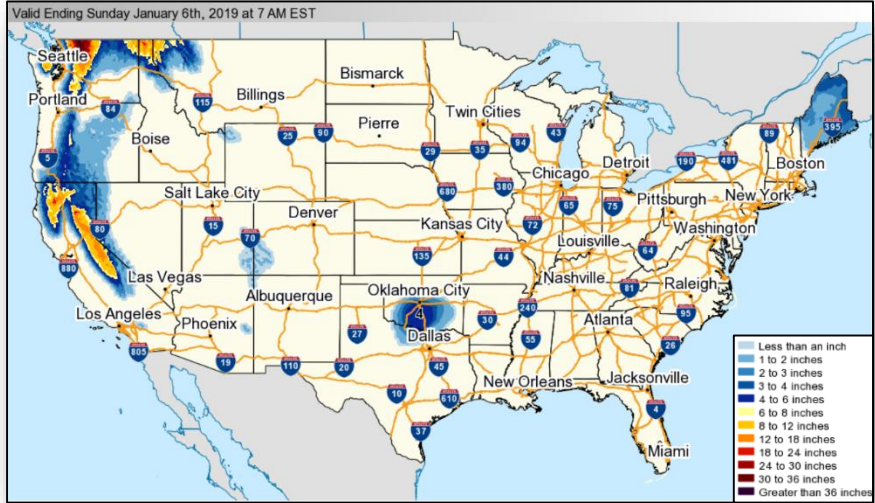 Valid Ending Sunday January 6th, 2019 at 7 AM EST
Seattle
Bismarck
Billings
Portland
115
Twin Cities
84
Pierre
395
89
Boise
25
90
94
43
Boston
5
29
35
190
481
Detroit
Chicago
Salt Lake City
680
380
Pittsburgh
New York
Denver
65
75
80
15
Kansas City
72
Washington
70
Louisville
64
880
135
44
Las Vegas
Nashville
81
Raleigh
Albuquerque
Oklahoma City
240
Los Angeles
4
30
95
Phoenix
27
Atlanta
Dallas
55
26
805
19
110
20
45
New Orleans
Jacksonville
10
610
4
37
Miami
Less than an inch
1 to 2 inches
2 to 3 inches
3 to 4 inches
4 to 6 inches
6 to 8 inches
8 to 12 inches
12 to 18 inches
18 to 24 inches
24 to 30 inches
30 to 36 inches
Greater than 36 inches